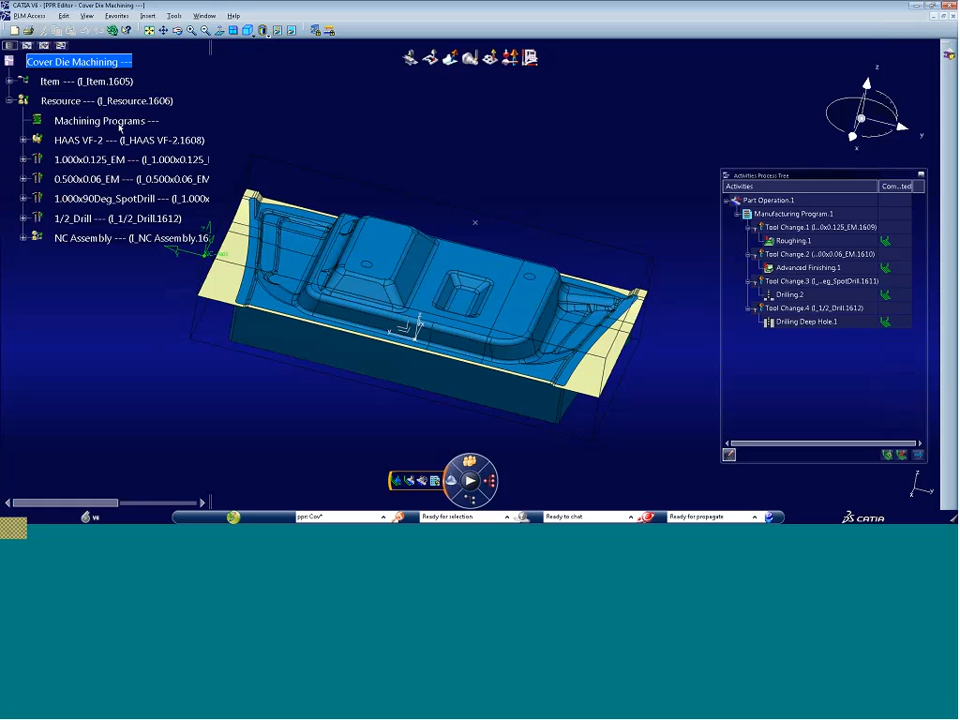 CATIA V6 - [PPR Editor - Cover Die Machining ---]
PLM Access Edit View Favorites Insert Tools Window Help
Cover Die Machining ---
Item --- (I_Item.1605)
Resource --- (I_Resource.1606)
Machining Programs ---
HAAS VF-2 --- (I_HAAS VF-2.1608)
1.000x0.125_EM --- (I_1.000x0.125_I
0.500x0.06_EM --- (I_0.500x0.06_EM
1.000x90Deg_SpotDrill --- (I_1.000x
1/2_Drill --- (I_1/2_Drill.1612)
NC Assembly --- (I_NC Assembly.16
z
y
x
Activities Process Tree
Activities Com...ted
Part Operation.1
Manufacturing Program.1
Tool Change.1 (I...0x0.125_EM.1609)
Roughing.1
Tool Change.2 (...00x0.06_EM.1610)
Advanced Finishing.1
Tool Change.3 (I_...eg_SpotDrill.1611)
Drilling.2
Tool Change.4 (I_1/2_Drill.1612)
Drilling Deep Hole.1
V6
ppr: Cov*
Ready for selection
Ready to chat
Ready for propagate
CATIA